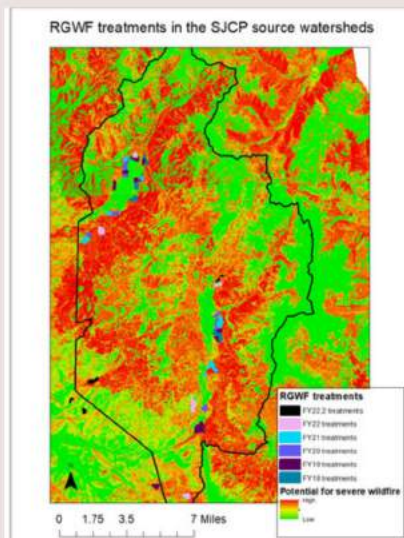 RGWF treatments in the SJCP source watersheds
RGWF treatments
FY22.2 treatments
FY22 treatments
FY21 treatments
FY20 treatments
FY19 treatments
FY18 treatments
Potential for severe wildfire
High
Low
0 1.75 3.5 7 Miles